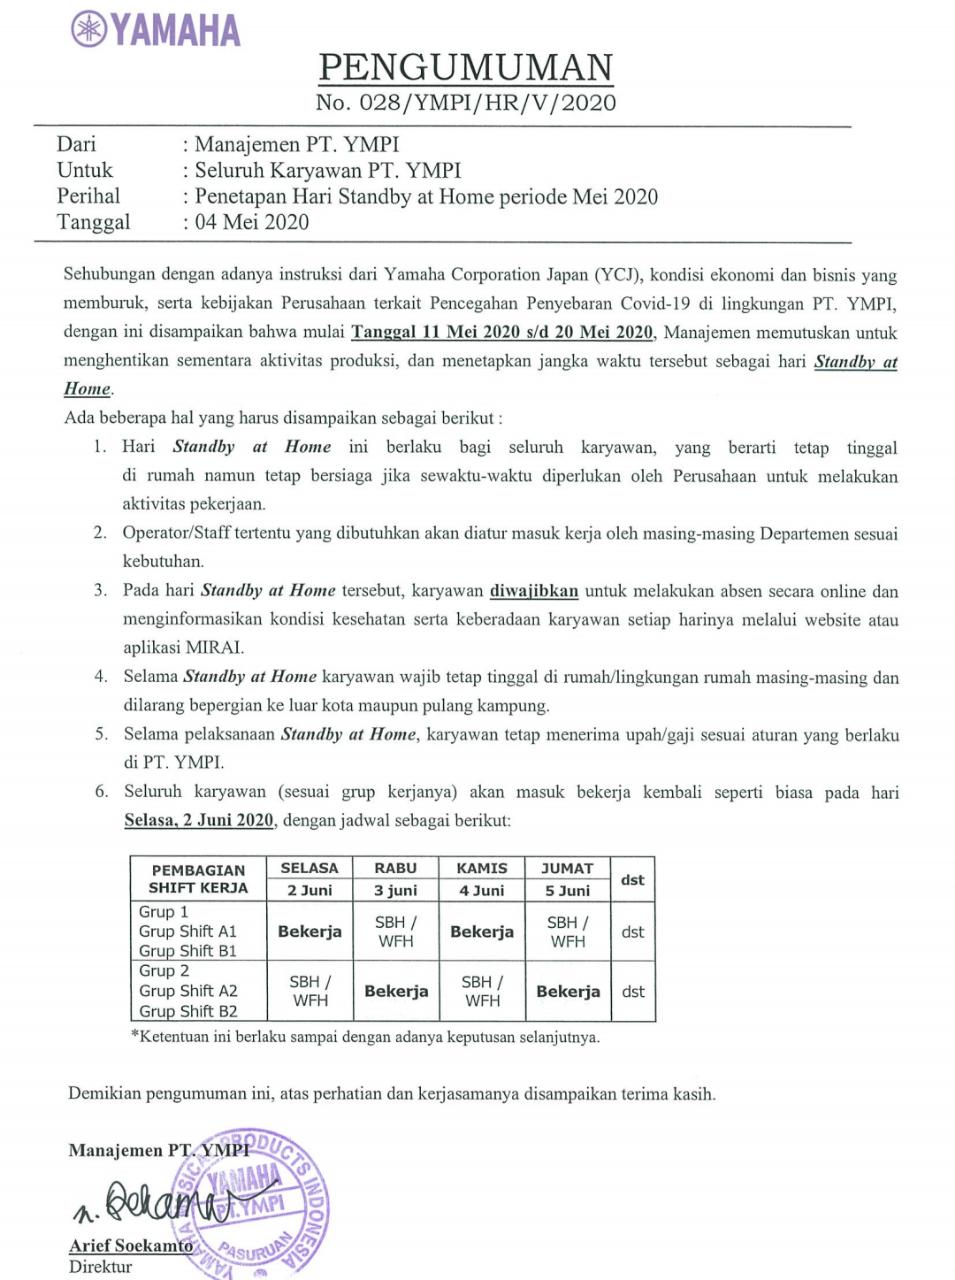 YAMAHA
PENGUMUMAN
No. 028/YMPI/HR/V/2020
Dari : Manajemen PT. YMPI
Untuk : Seluruh Karyawan PT. YMPI
Perihal : Penetapan Hari Standby at Home periode Mei 2020
Tanggal : 04 Mei 2020
Sehubungan dengan adanya instruksi dari Yamaha Corporation Japan (YCJ), kondisi ekonomi dan bisnis yang
memburuk, serta kebijakan Perusahaan terkait Pencegahan Penyebaran Covid-19 di lingkungan PT. YMPI,
dengan ini disampaikan bahwa mulai Tanggal 11 Mei 2020 s/d 20 Mei 2020, Manajemen memutuskan untuk
menghentikan sementara aktivitas produksi, dan menetapkan jangka waktu tersebut sebagai hari Standby at
Home.
Ada beberapa hal yang harus disampaikan sebagai berikut :
1. Hari Standby at Home ini berlaku bagi seluruh karyawan, yang berarti tetap tinggal
di rumah namun tetap bersiaga jika sewaktu-waktu diperlukan oleh Perusahaan untuk melakukan
aktivitas pekerjaan.
2. Operator/Staff tertentu yang dibutuhkan akan diatur masuk kerja oleh masing-masing Departemen sesuai
kebutuhan.
3. Pada hari Standby at Home tersebut, karyawan diwajibkan untuk melakukan absen secara online dan
menginformasikan kondisi kesehatan serta keberadaan karyawan setiap harinya melalui website atau
aplikasi MIRAI.
4. Selama Standby at Home karyawan wajib tetap tinggal di rumah/lingkungan rumah masing-masing dan
dilarang bepergian ke luar kota maupun pulang kampung.
5. Selama pelaksanaan Standby at Home, karyawan tetap menerima upah/gaji sesuai aturan yang berlaku
di PT. YMPI.
6. Seluruh karyawan (sesuai grup kerjanya) akan masuk bekerja kembali seperti biasa pada hari
Selasa, 2 Juni 2020, dengan jadwal sebagai berikut:
PEMBAGIAN SHIFT KERJA SELASA RABU KAMIS JUMAT dst
2 Juni 3 juni 4 Juni 5 Juni
Grup 1
Grup Shift A1 Bekerja SBH / WFH Bekerja SBH / WFH dst
Grup Shift B1
Grup 2
Grup Shift A2 SBH / WFH Bekerja SBH / WFH Bekerja dst
Grup Shift B2
*Ketentuan ini berlaku sampai dengan adanya keputusan selanjutnya.
Demikian pengumuman ini, atas perhatian dan kerjasamanya disampaikan terima kasih.
Manajemen PT. YMPI
YAMAHA
PT.YMPI
PASURUAN
Arief Soekamto
Direktur